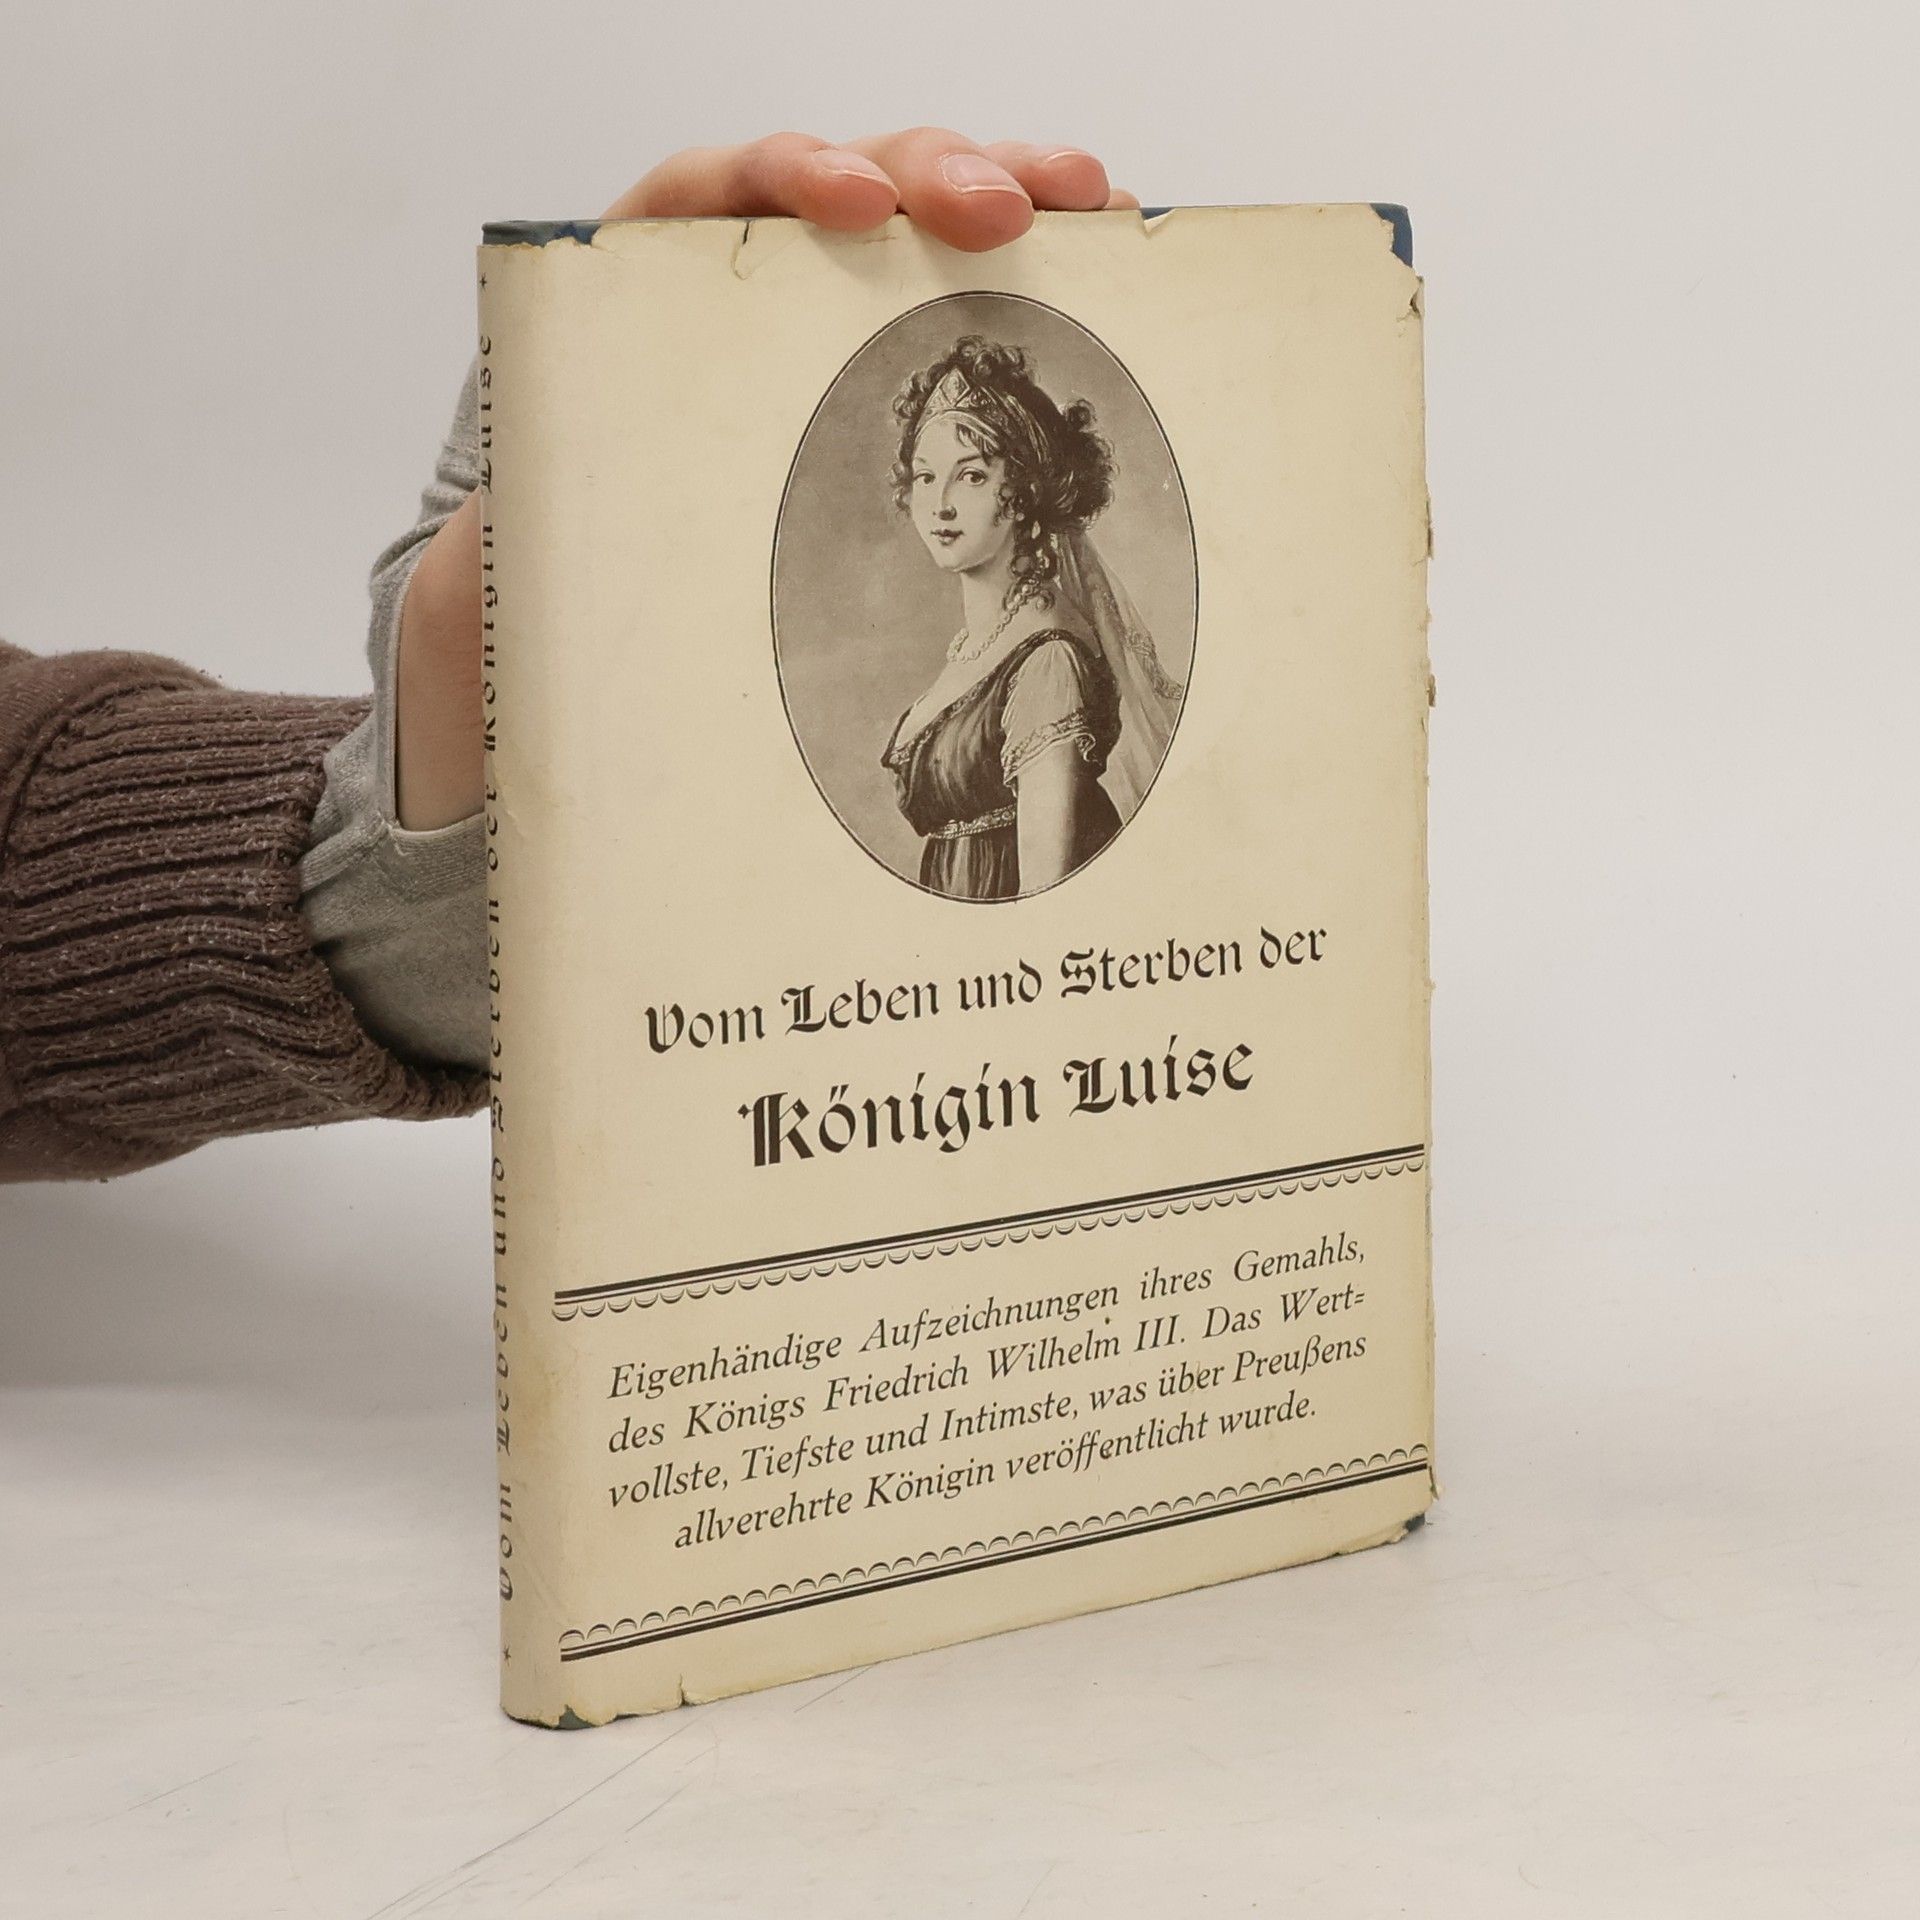 Vom Leben und Sterben der
Königin Luise
Eigenhändige Aufzeichnungen ihres Gemahls,
des Königs Friedrich Wilhelm III. Das Wert=
vollste, Tiefste und Intimste, was über Preußens
allverehrte Königin veröffentlicht wurde.
* Vom Leben und Sterben der Königin Luise *